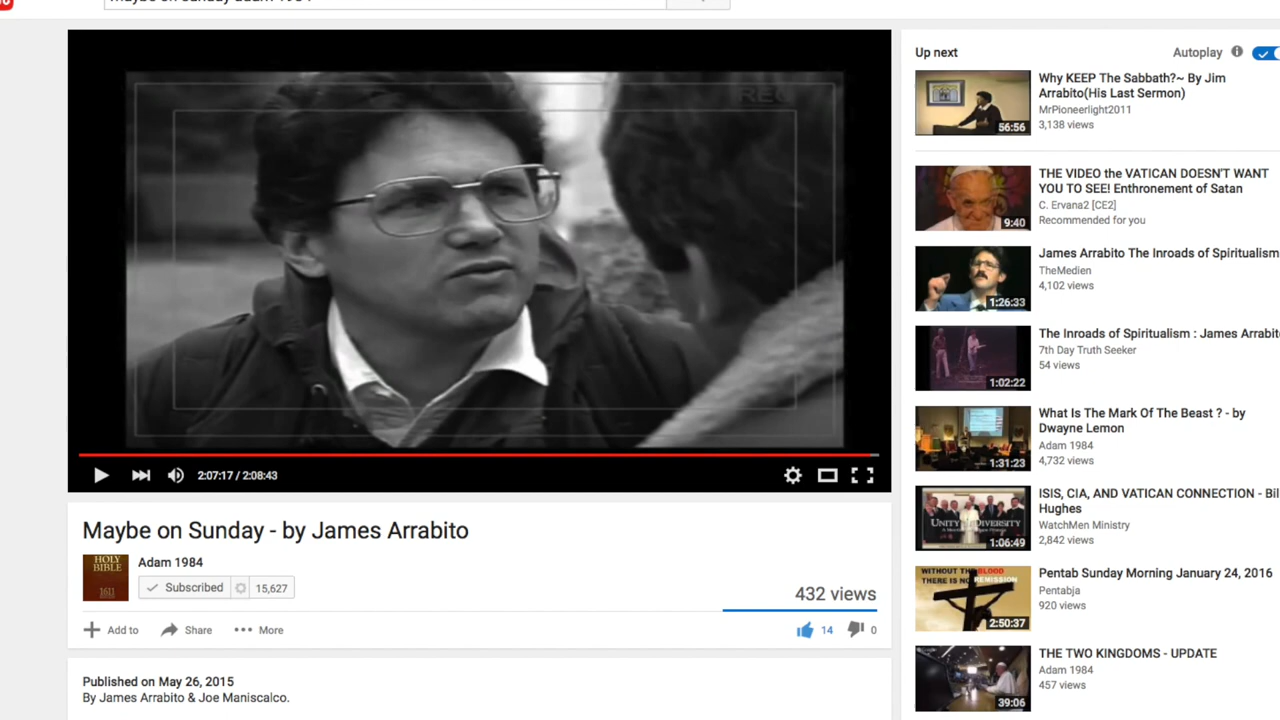 REC
2:07:17 / 2:08:43
Maybe on Sunday - by James Arrabito
HOLY
BIBLE
1611
Adam 1984
Subscribed
15,627
432 views
Add to
Share
More
14
0
Published on May 26, 2015
By James Arrabito & Joe Maniscalco.
Up next
Autoplay
56:56
Why KEEP The Sabbath?~ By Jim
Arrabito(His Last Sermon)
MrPioneerlight2011
3,138 views
9:40
THE VIDEO the VATICAN DOESN'T WANT
YOU TO SEE! Enthronement of Satan
C. Ervana2 [CE2]
Recommended for you
1:26:33
James Arrabito The Inroads of Spiritualism
TheMedien
4,102 views
1:02:22
The Inroads of Spiritualism : James Arrabit
7th Day Truth Seeker
54 views
1:31:23
What Is The Mark Of The Beast ? - by
Dwayne Lemon
Adam 1984
4,732 views
UNITY IN DIVERSITY
1:06:49
ISIS, CIA, AND VATICAN CONNECTION - Bil
Hughes
WatchMen Ministry
2,842 views
WITHOUT THE BLOOD
THERE IS NO REMISSION
2:50:37
Pentab Sunday Morning January 24, 2016
Pentabja
920 views
39:06
THE TWO KINGDOMS - UPDATE
Adam 1984
457 views